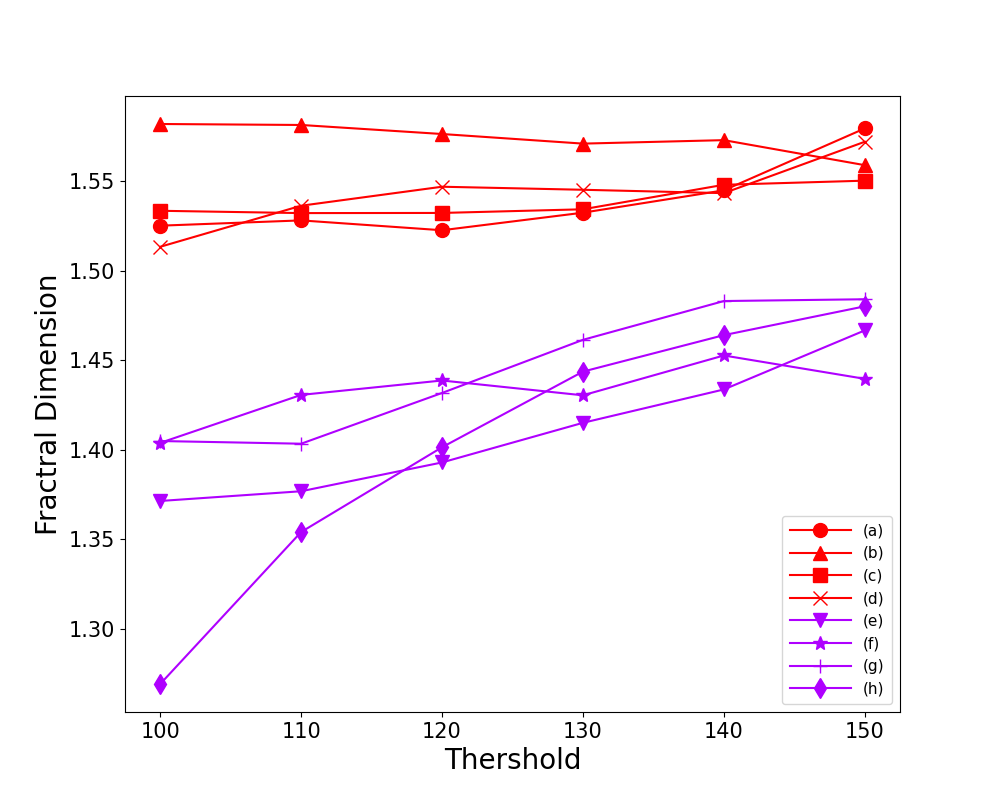 1.55
1.50
1.45
1.40
1.35
1.30
Fractral Dimension
100 110 120 130 140 150
Thershold
(a)
(b)
(c)
(d)
(e)
(f)
(g)
(h)